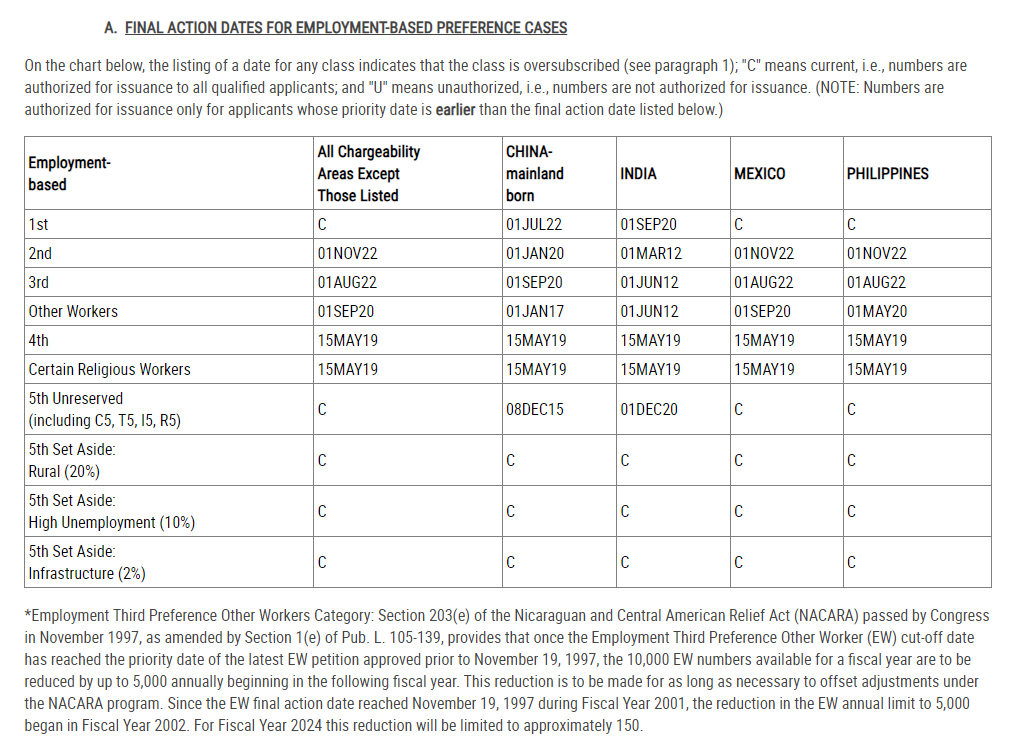 A. FINAL ACTION DATES FOR EMPLOYMENT-BASED PREFERENCE CASES
On the chart below, the listing of a date for any class indicates that the class is oversubscribed (see paragraph 1); "C" means current, i.e., numbers are
authorized for issuance to all qualified applicants; and "U" means unauthorized, i.e., numbers are not authorized for issuance. (NOTE: Numbers are
authorized for issuance only for applicants whose priority date is earlier than the final action date listed below.)
Employment-
based
All Chargeability
Areas Except
Those Listed
CHINA-
mainland
born
INDIA
MEXICO
PHILIPPINES
1st C 01JUL22 01SEP20 C C
2nd 01NOV22 01JAN20 01MAR12 01NOV22 01NOV22
3rd 01AUG22 01SEP20 01JUN12 01AUG22 01AUG22
Other Workers 01SEP20 01JAN17 01JUN12 01SEP20 01MAY20
4th 15MAY19 15MAY19 15MAY19 15MAY19 15MAY19
Certain Religious Workers 15MAY19 15MAY19 15MAY19 15MAY19 15MAY19
5th Unreserved
(including C5, T5, I5, R5)
C 08DEC15 01DEC20 C C
5th Set Aside:
Rural (20%)
C C C C C
5th Set Aside:
High Unemployment (10%)
C C C C C
5th Set Aside:
Infrastructure (2%)
C C C C C
*Employment Third Preference Other Workers Category: Section 203(e) of the Nicaraguan and Central American Relief Act (NACARA) passed by Congress
in November 1997, as amended by Section 1(e) of Pub. L. 105-139, provides that once the Employment Third Preference Other Worker (EW) cut-off date
has reached the priority date of the latest EW petition approved prior to November 19, 1997, the 10,000 EW numbers available for a fiscal year are to be
reduced by up to 5,000 annually beginning in the following fiscal year. This reduction is to be made for as long as necessary to offset adjustments under
the NACARA program. Since the EW final action date reached November 19, 1997 during Fiscal Year 2001, the reduction in the EW annual limit to 5,000
began in Fiscal Year 2002. For Fiscal Year 2024 this reduction will be limited to approximately 150.